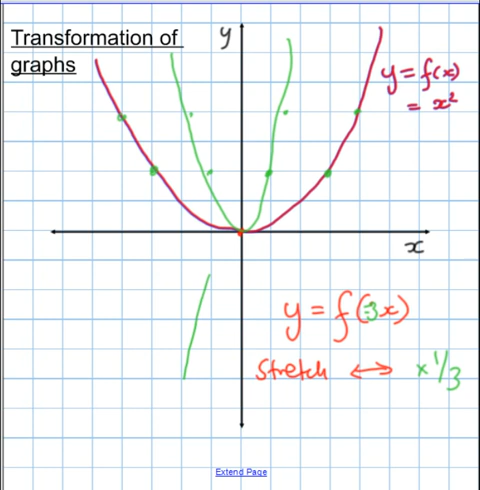 Transformation of
graphs
y
y = f(x)
= x²
x
y = f(3x)
Stretch ↔ × 1/3
Extend Page